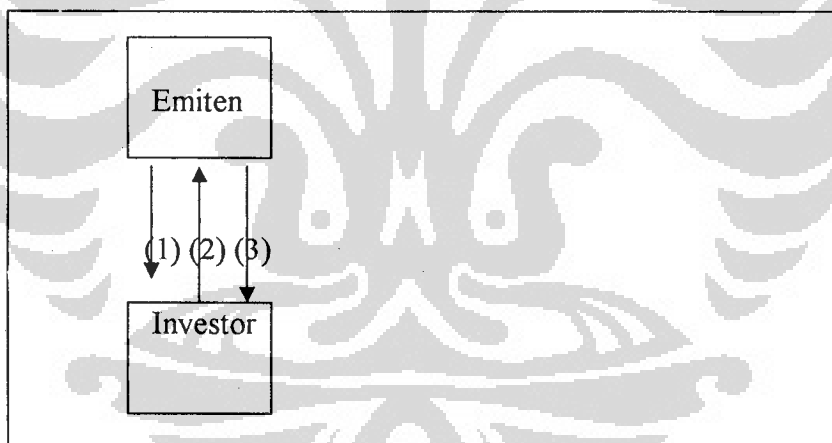 Emiten
(1) (2) (3)
Investor